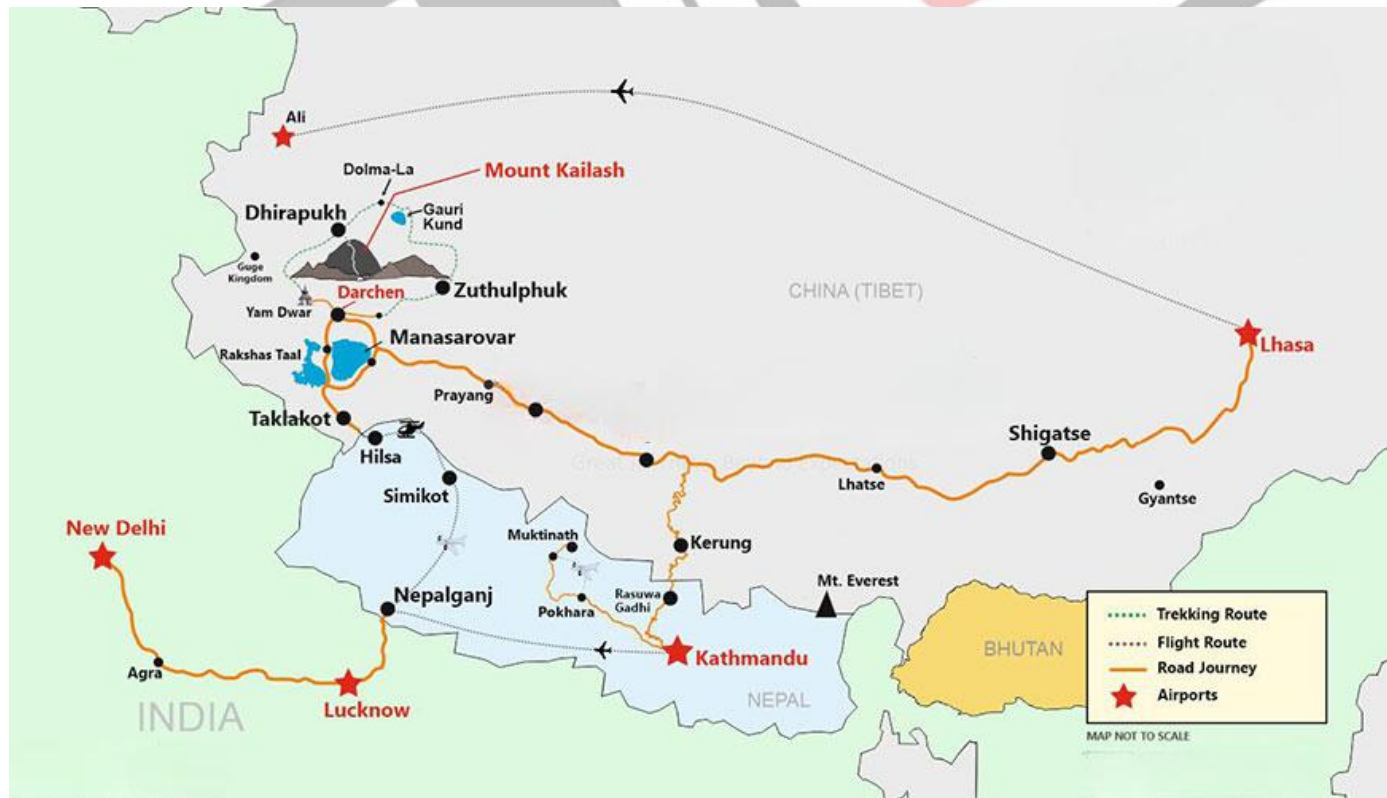 Ali
Dolma-La
Mount Kailash
Dhirapukh
Gauri
Kund
Guge
Kingdom
Darchen
Zuthulphuk
CHINA (TIBET)
Yam Dwar
Manasarovar
Rakshas Taal
Lhasa
Prayang
Taklakot
Shigatse
Hilsa
Lhatse
Simikot
Gyantse
New Delhi
Muktinath
Kerung
Mt. Everest
Nepalganj
Rasuwa
Gadhi
Pokhara
Kathmandu
BHUTAN
Agra
NEPAL
INDIA
Lucknow
Trekking Route
Flight Route
Road Journey
Airports
MAP NOT TO SCALE